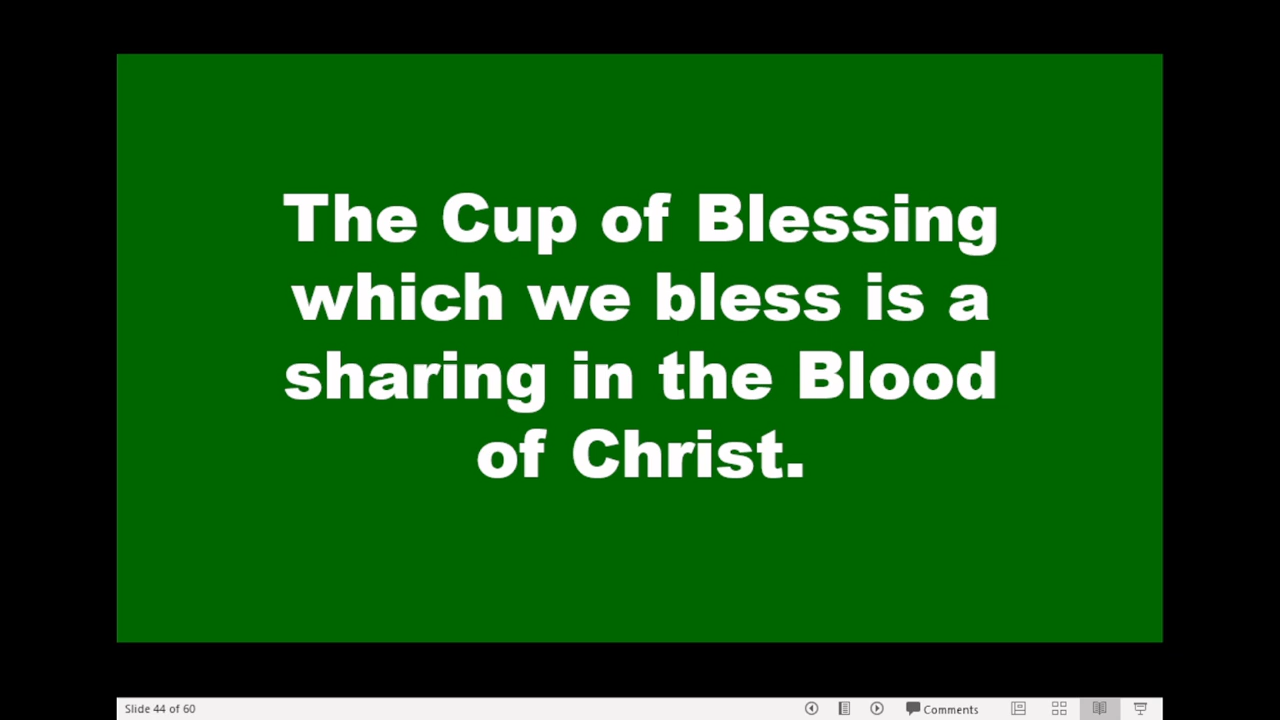 The Cup of Blessing
which we bless is a
sharing in the Blood
of Christ.
Slide 44 of 60
Comments